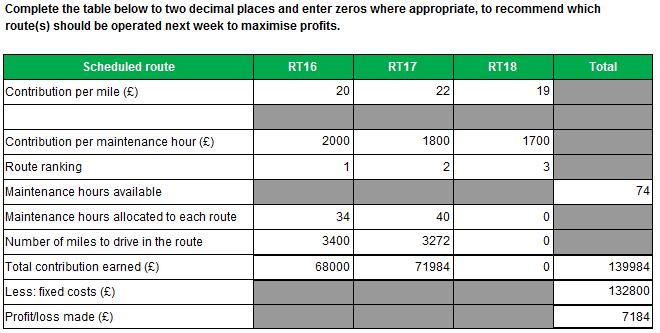 Complete the table below to two decimal places and enter zeros where appropriate, to recommend which
route(s) should be operated next week to maximise profits.
Scheduled route RT16 RT17 RT18 Total
Contribution per mile (£) 20 22 19
Contribution per maintenance hour (£) 2000 1800 1700
Route ranking 1 2 3
Maintenance hours available 74
Maintenance hours allocated to each route 34 40 0
Number of miles to drive in the route 3400 3272 0
Total contribution earned (£) 68000 71984 0 139984
Less: fixed costs (£) 132800
Profit/loss made (£) 7184